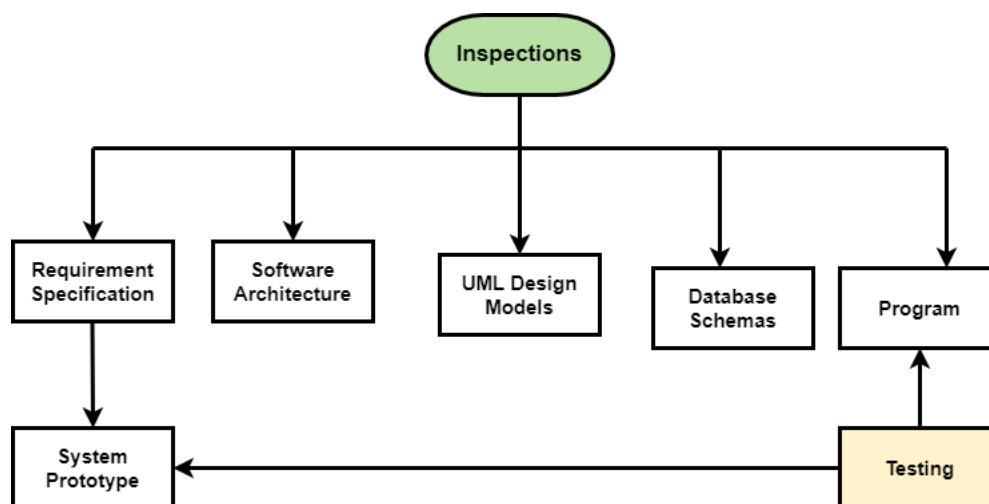 Inspections
Requirement
Specification
Software
Architecture
UML Design
Models
Database
Schemas
Program
System
Prototype
Testing